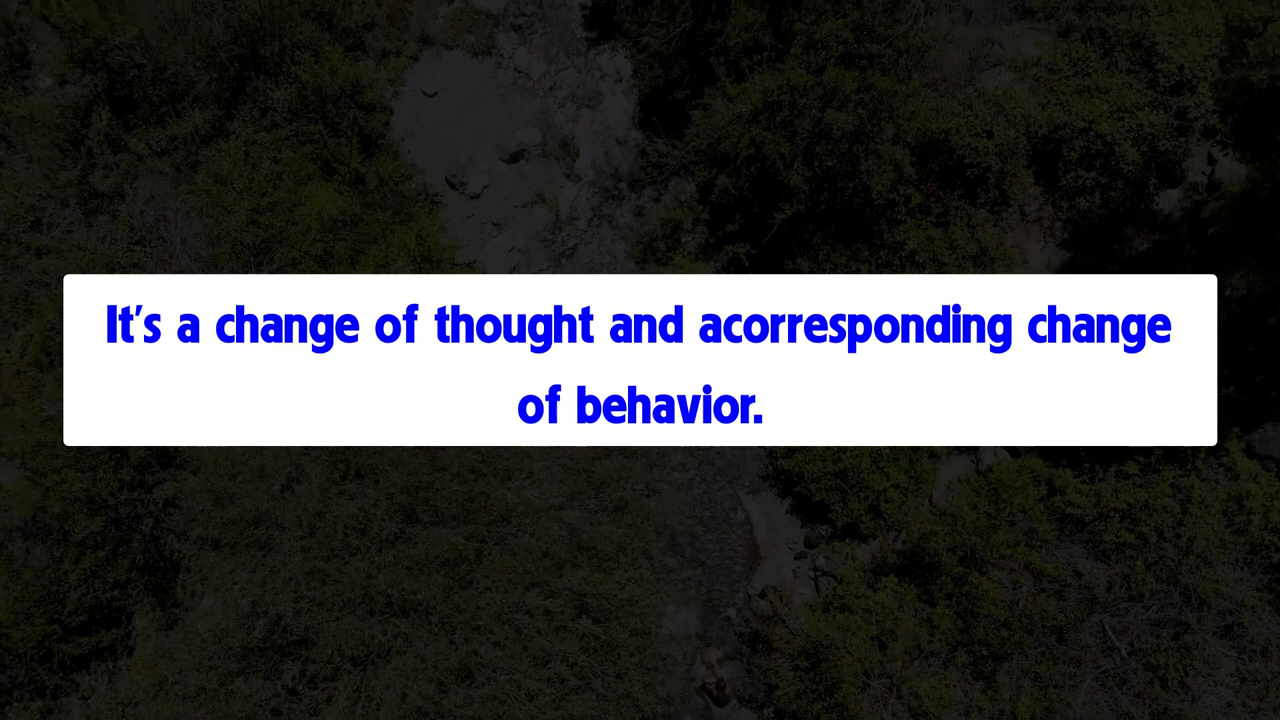 It's a change of thought and acorresponding change
of behavior.